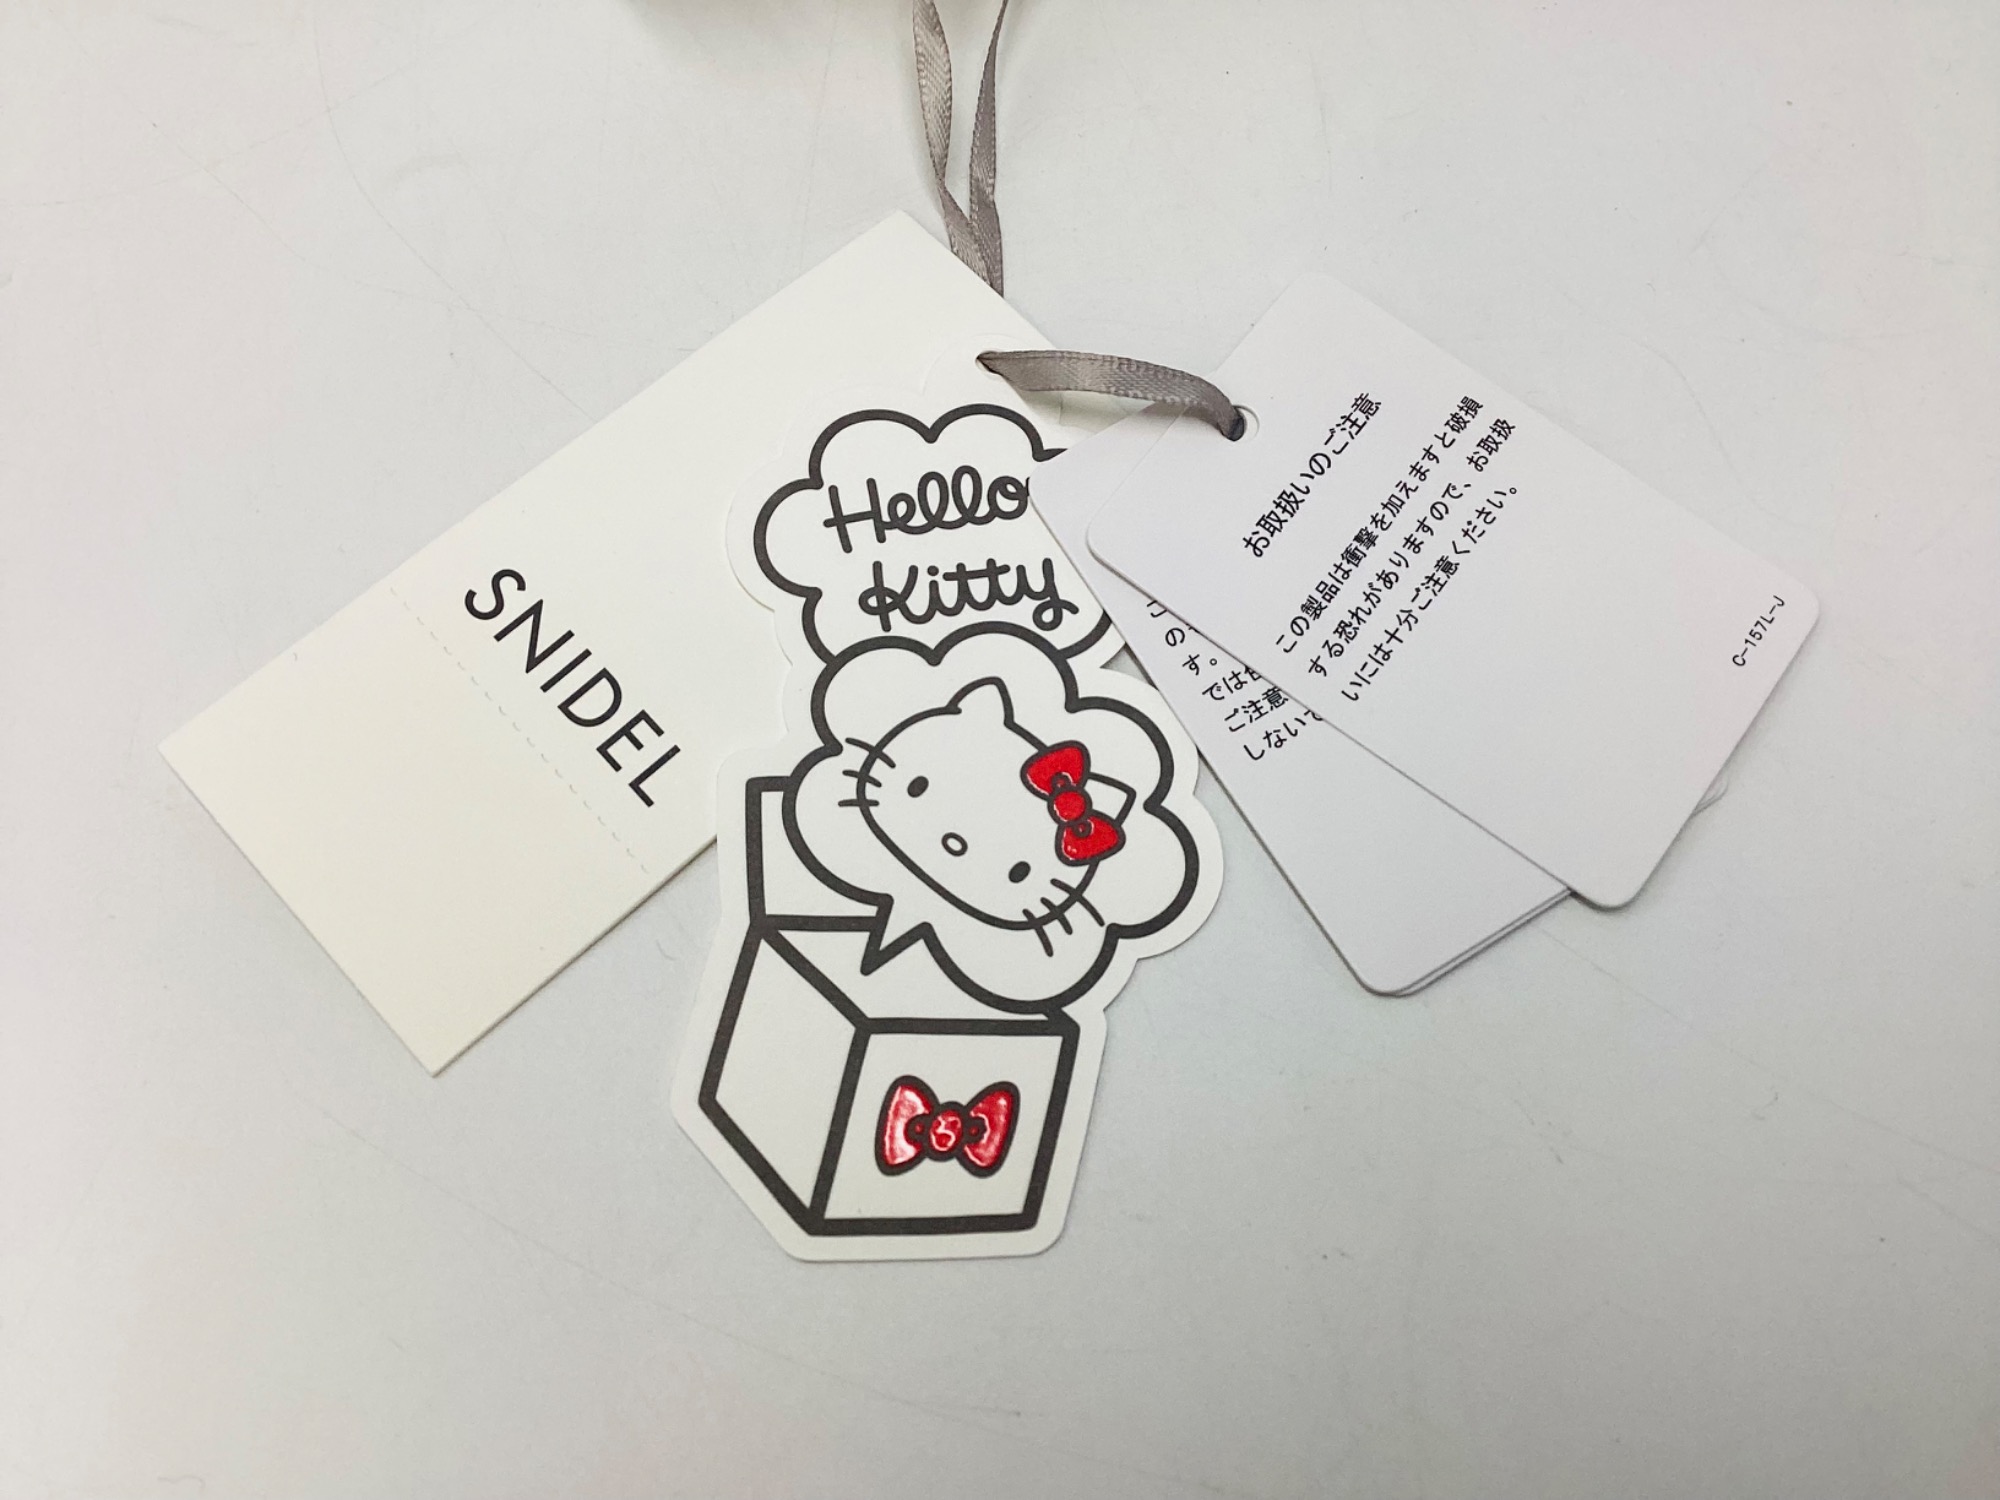 SNIDEL
Hello
Kitty
お取扱いのご注意
この製品は衝撃を加えますと破損
する恐れがありますので、お取扱
いには十分ご注意ください。
C-157L-J
この
す。
では
ご注意
しないで